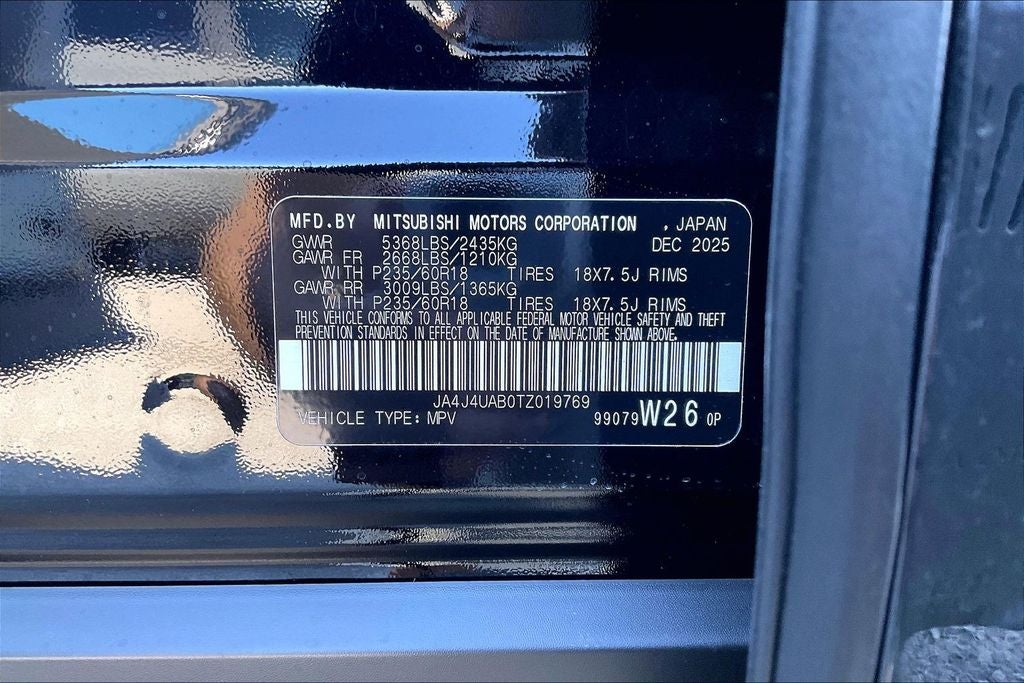 MFD.BY MITSUBISHI MOTORS CORPORATION , JAPAN
GVWR 5368LBS/2435KG DEC 2025
GAWR FR 2668LBS/1210KG
WITH P235/60R18 TIRES 18X7.5J RIMS
GAWR RR 3009LBS/1365KG
WITH P235/60R18 TIRES 18X7.5J RIMS
THIS VEHICLE CONFORMS TO ALL APPLICABLE FEDERAL MOTOR VEHICLE SAFETY AND THEFT
PREVENTION STANDARDS IN EFFECT ON THE DATE OF MANUFACTURE SHOWN ABOVE.
JA4J4UAB0TZ019769
VEHICLE TYPE: MPV 99079 W26 0P